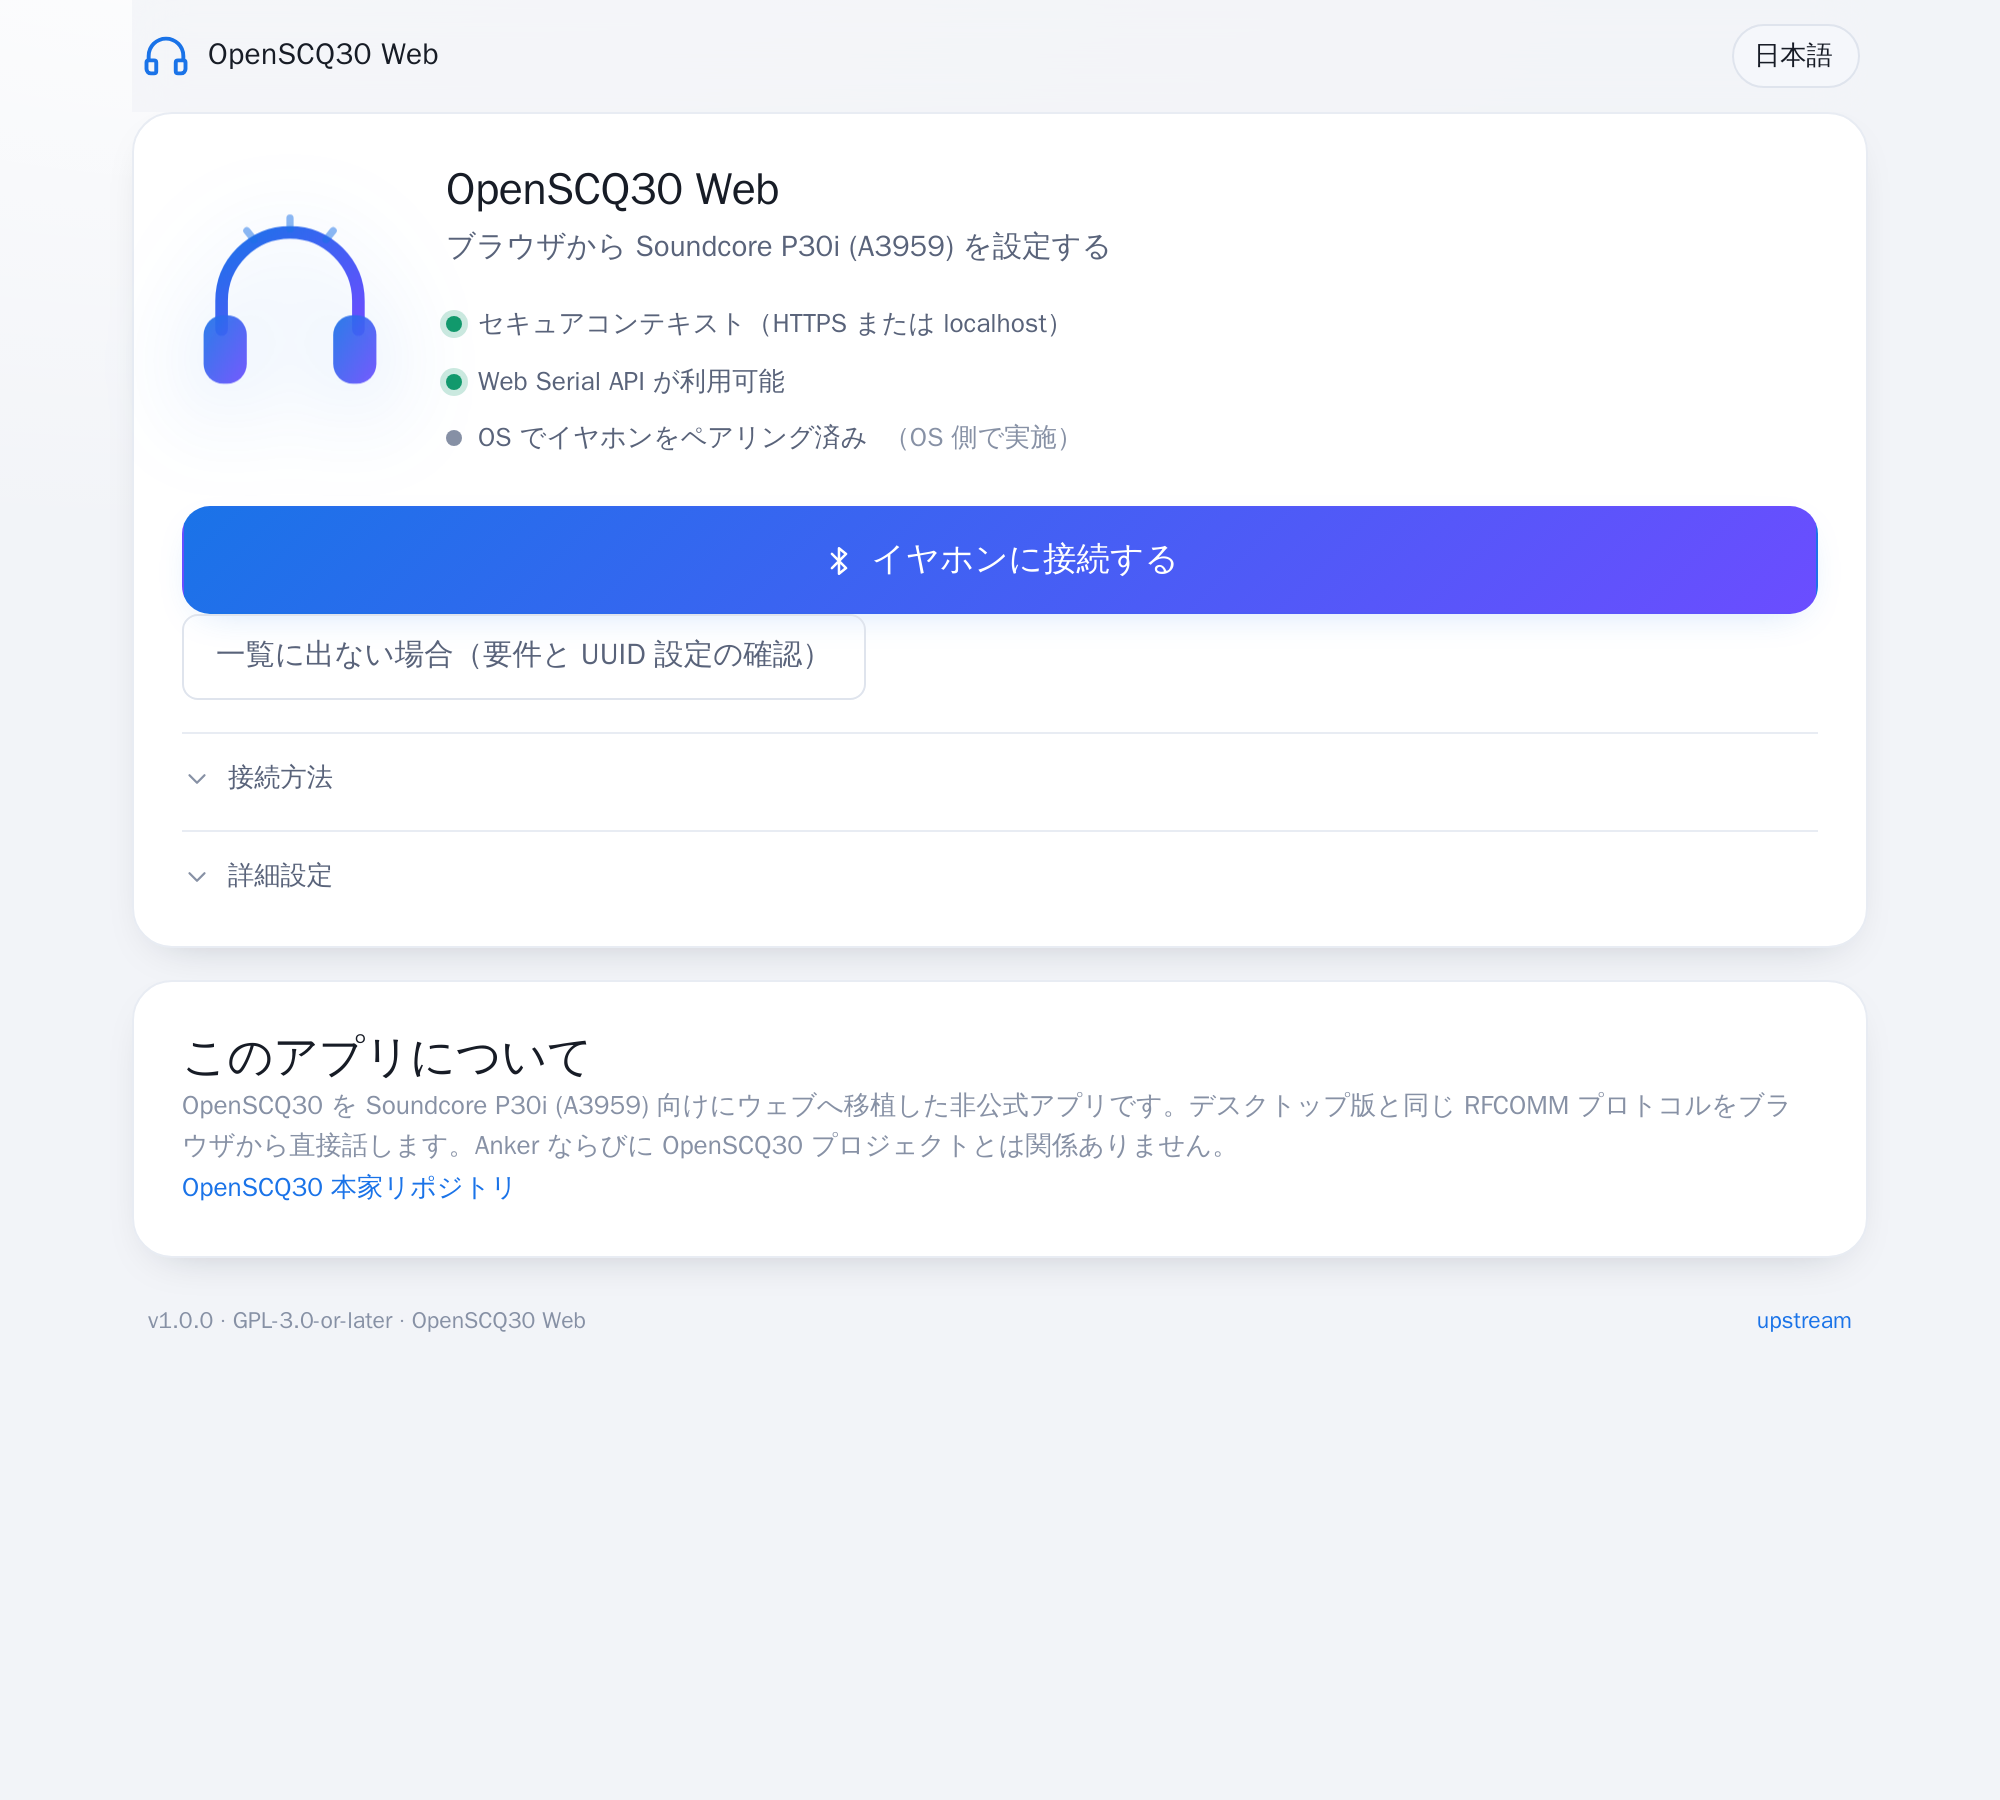 OpenSCQ30 Web
日本語
OpenSCQ30 Web
ブラウザから Soundcore P30i (A3959) を設定する
セキュアコンテキスト（HTTPS または localhost）
Web Serial API が利用可能
OS でイヤホンをペアリング済み （OS 側で実施）
イヤホンに接続する
一覧に出ない場合（要件と UUID 設定の確認）
接続方法
詳細設定
このアプリについて
OpenSCQ30 を Soundcore P30i (A3959) 向けにウェブへ移植した非公式アプリです。デスクトップ版と同じ RFCOMM プロトコルをブラ
ウザから直接話します。Anker ならびに OpenSCQ30 プロジェクトとは関係ありません。
OpenSCQ30 本家リポジトリ
v1.0.0 · GPL-3.0-or-later · OpenSCQ30 Web
upstream